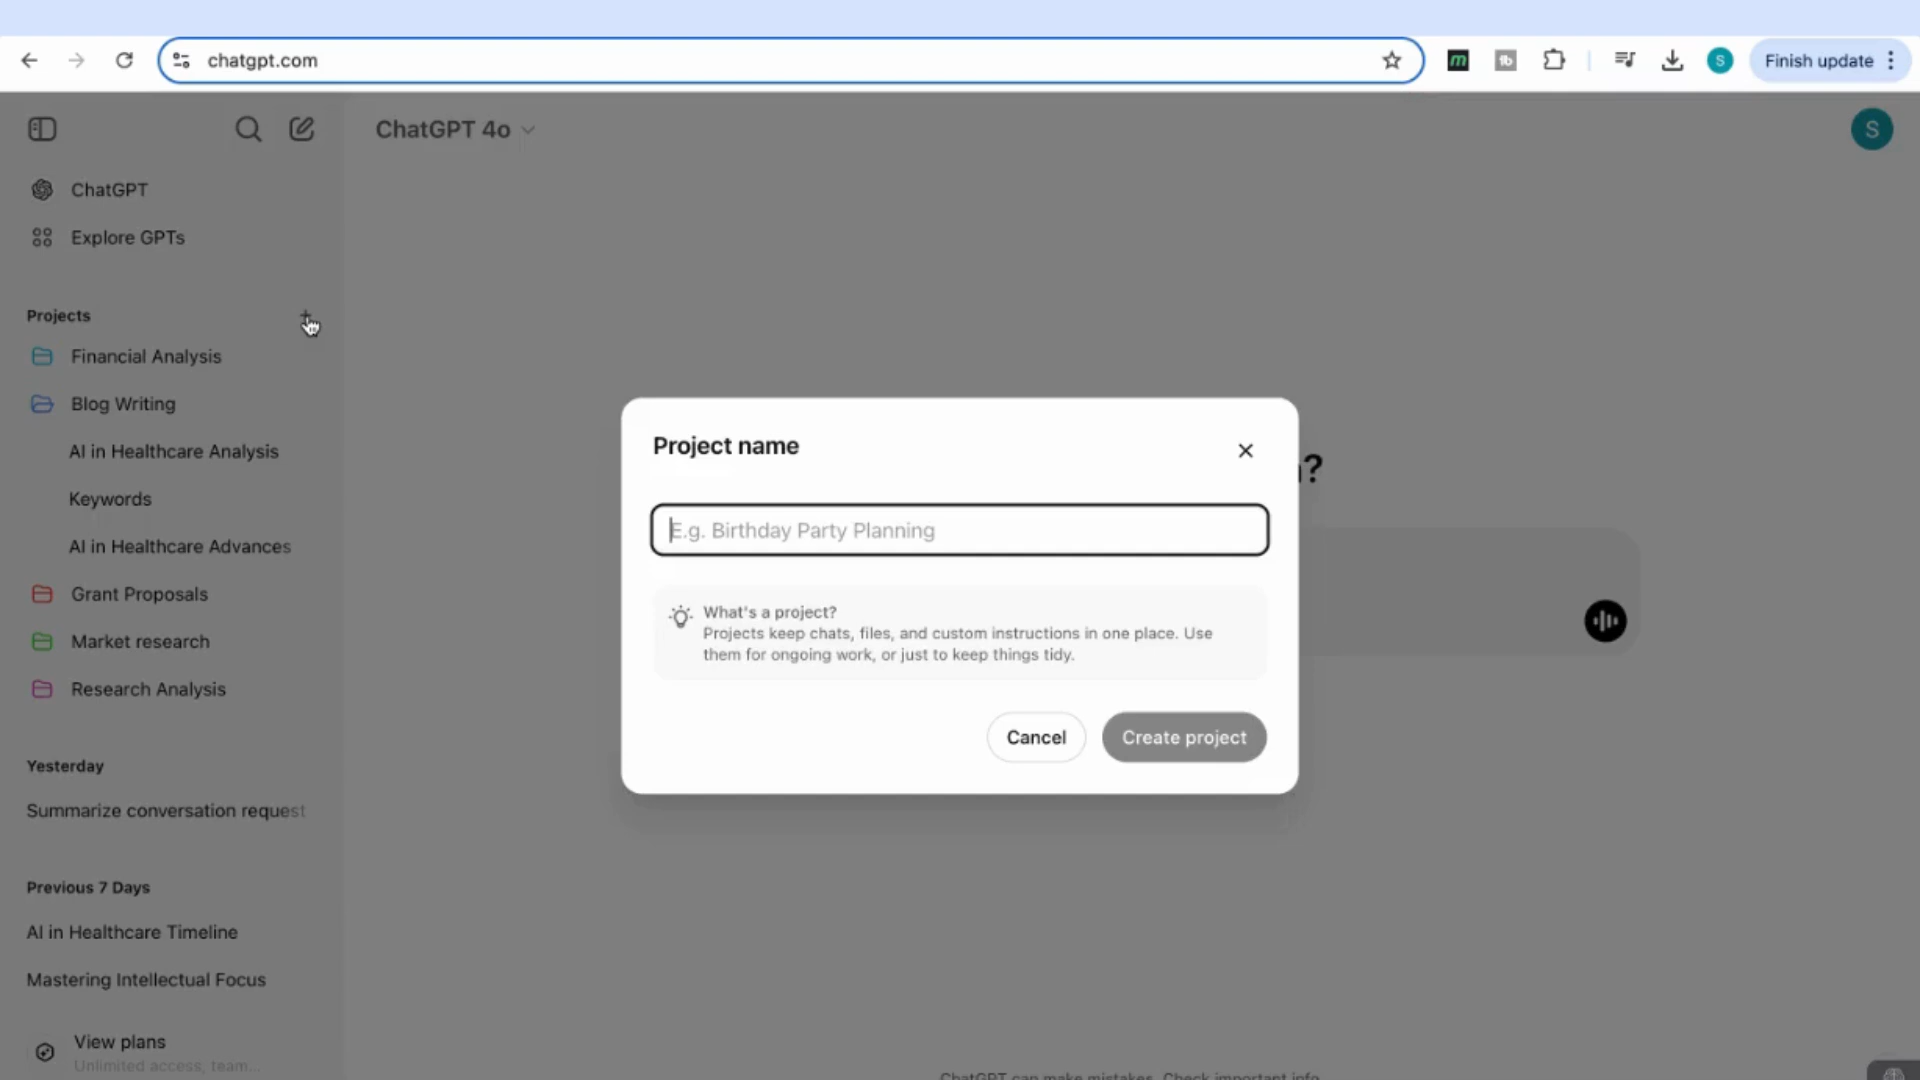 chatgpt.com
Finish update
S
ChatGPT 4o
S
ChatGPT
Explore GPTs
Projects
Financial Analysis
Blog Writing
AI in Healthcare Analysis
Keywords
AI in Healthcare Advances
Grant Proposals
Market research
Research Analysis
Yesterday
Summarize conversation request
Previous 7 Days
AI in Healthcare Timeline
Mastering Intellectual Focus
View plans
Unlimited access, team...
?
Project name
E.g. Birthday Party Planning
What's a project?
Projects keep chats, files, and custom instructions in one place. Use
them for ongoing work, or just to keep things tidy.
Cancel
Create project
ChatGPT can make mistakes. Check important info.